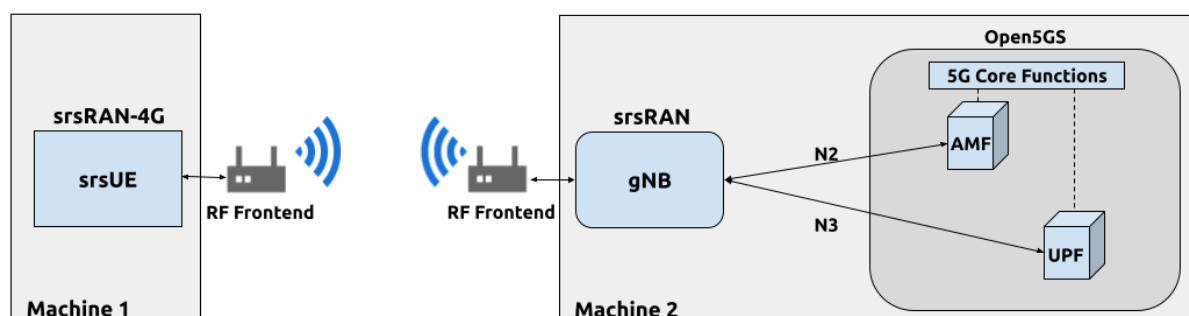 Open5GS
5G Core Functions
srsRAN-4G
srsRAN
AMF
N2
srsUE
gNB
RF Frontend
RF Frontend
N3
UPF
Machine 1
Machine 2